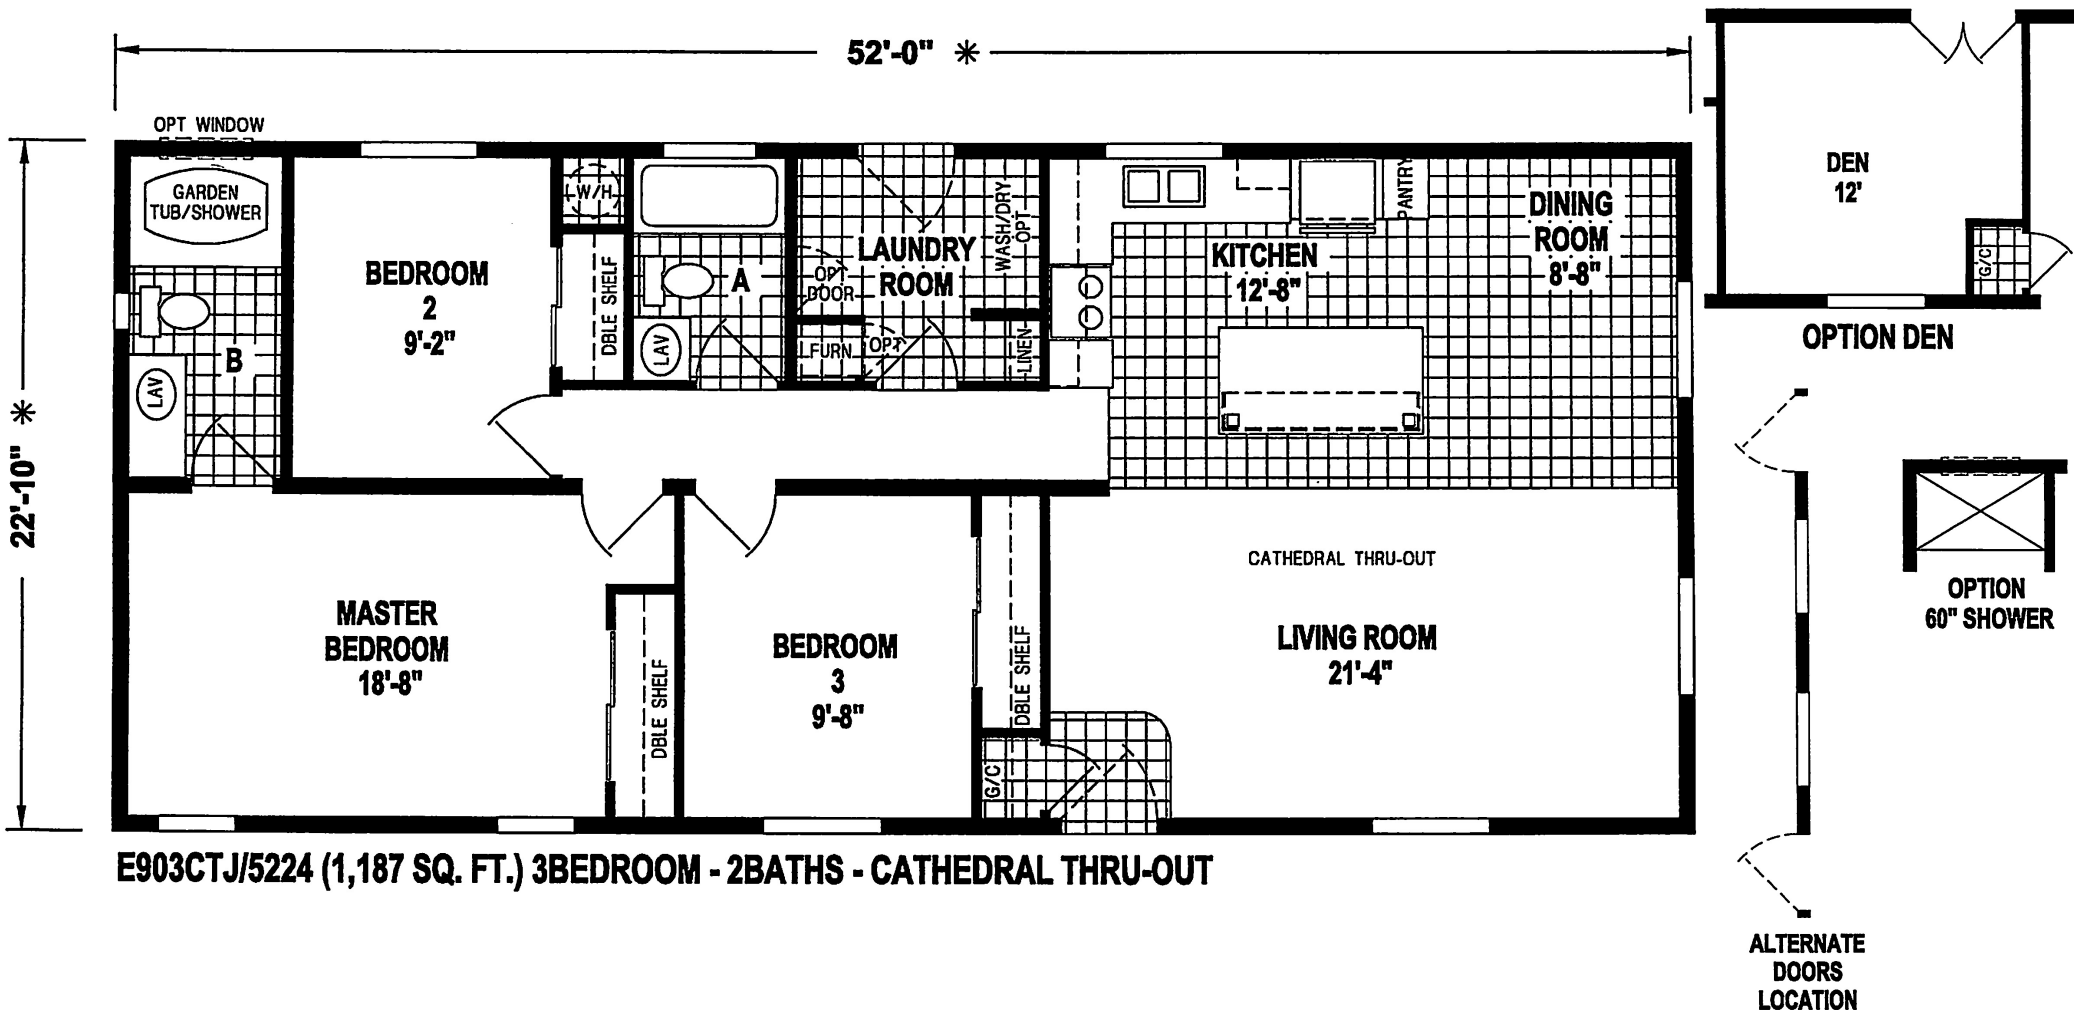 52'-0" ✳
22'-10" ✳
OPT WINDOW
GARDEN
TUB/SHOWER
LAV
B
BEDROOM
2
9'-2"
W/H
DBLE SHELF
A
LAV
LAUNDRY
ROOM
OPT
DOOR
WASH/DRY
OPT
FURN
OPT
LINEN
KITCHEN
12'-8"
PANTRY
DINING
ROOM
8'-8"
MASTER
BEDROOM
18'-8"
DBLE SHELF
BEDROOM
3
9'-8"
DBLE SHELF
G/C
CATHEDRAL THRU-OUT
LIVING ROOM
21'-4"
DEN
12'
G/C
OPTION DEN
OPTION
60" SHOWER
ALTERNATE
DOORS
LOCATION
E903CTJ/5224 (1,187 SQ. FT.) 3BEDROOM - 2BATHS - CATHEDRAL THRU-OUT